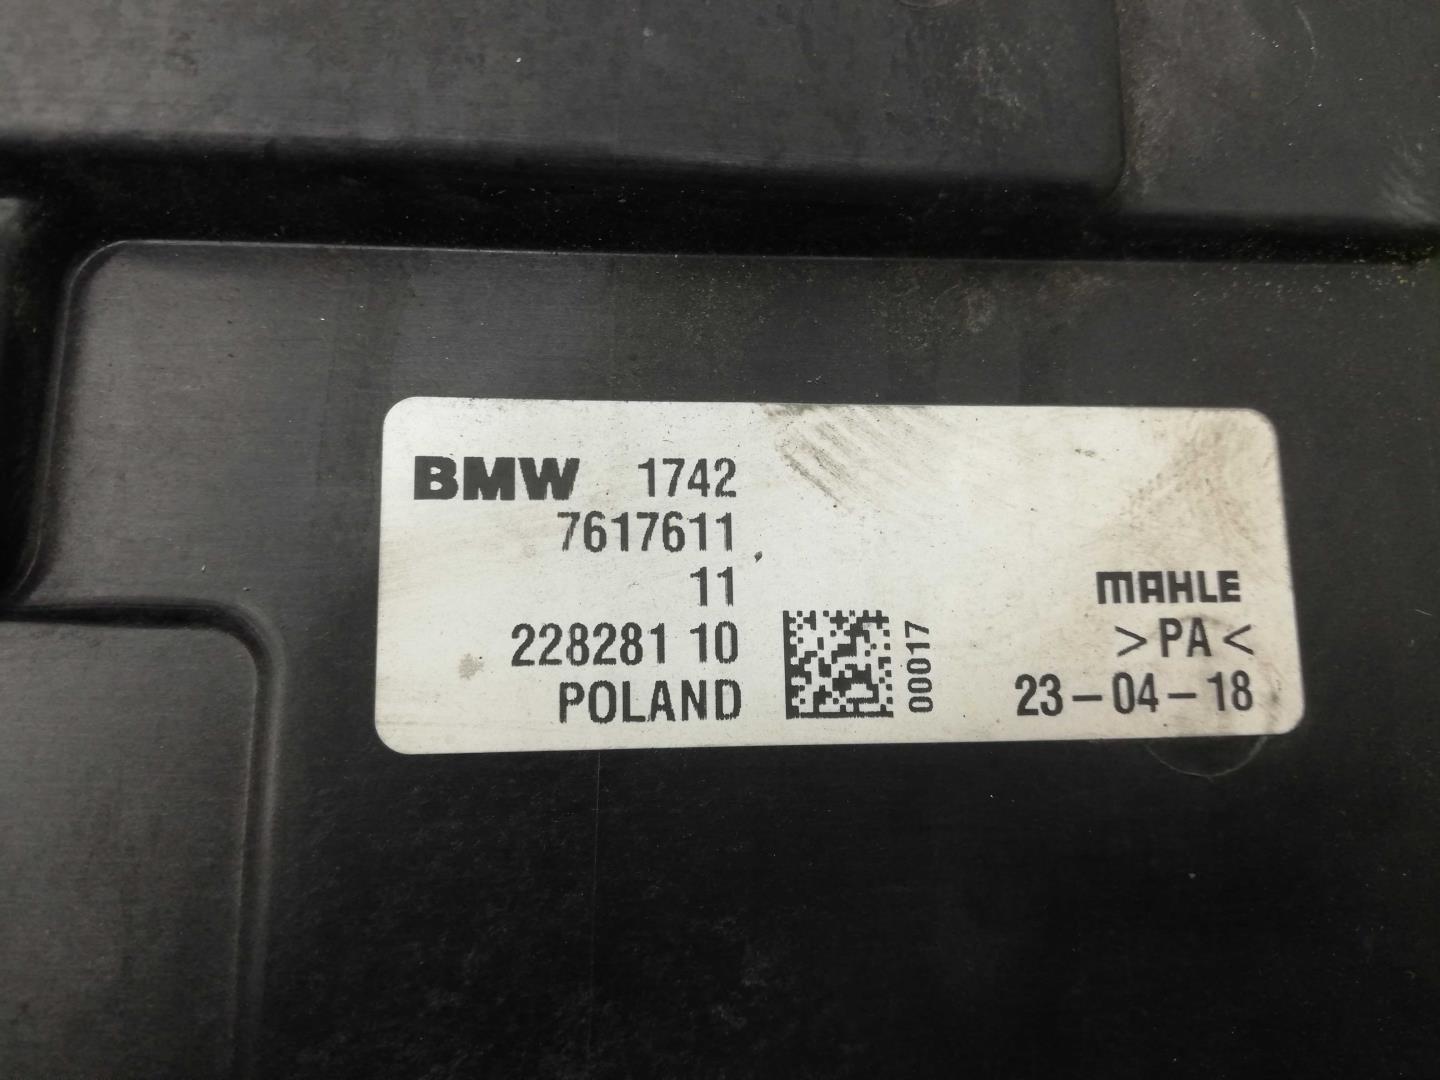 BMW 1742
7617611
11
228281 10
POLAND
00017
MAHLE
>PA<
23-04-18